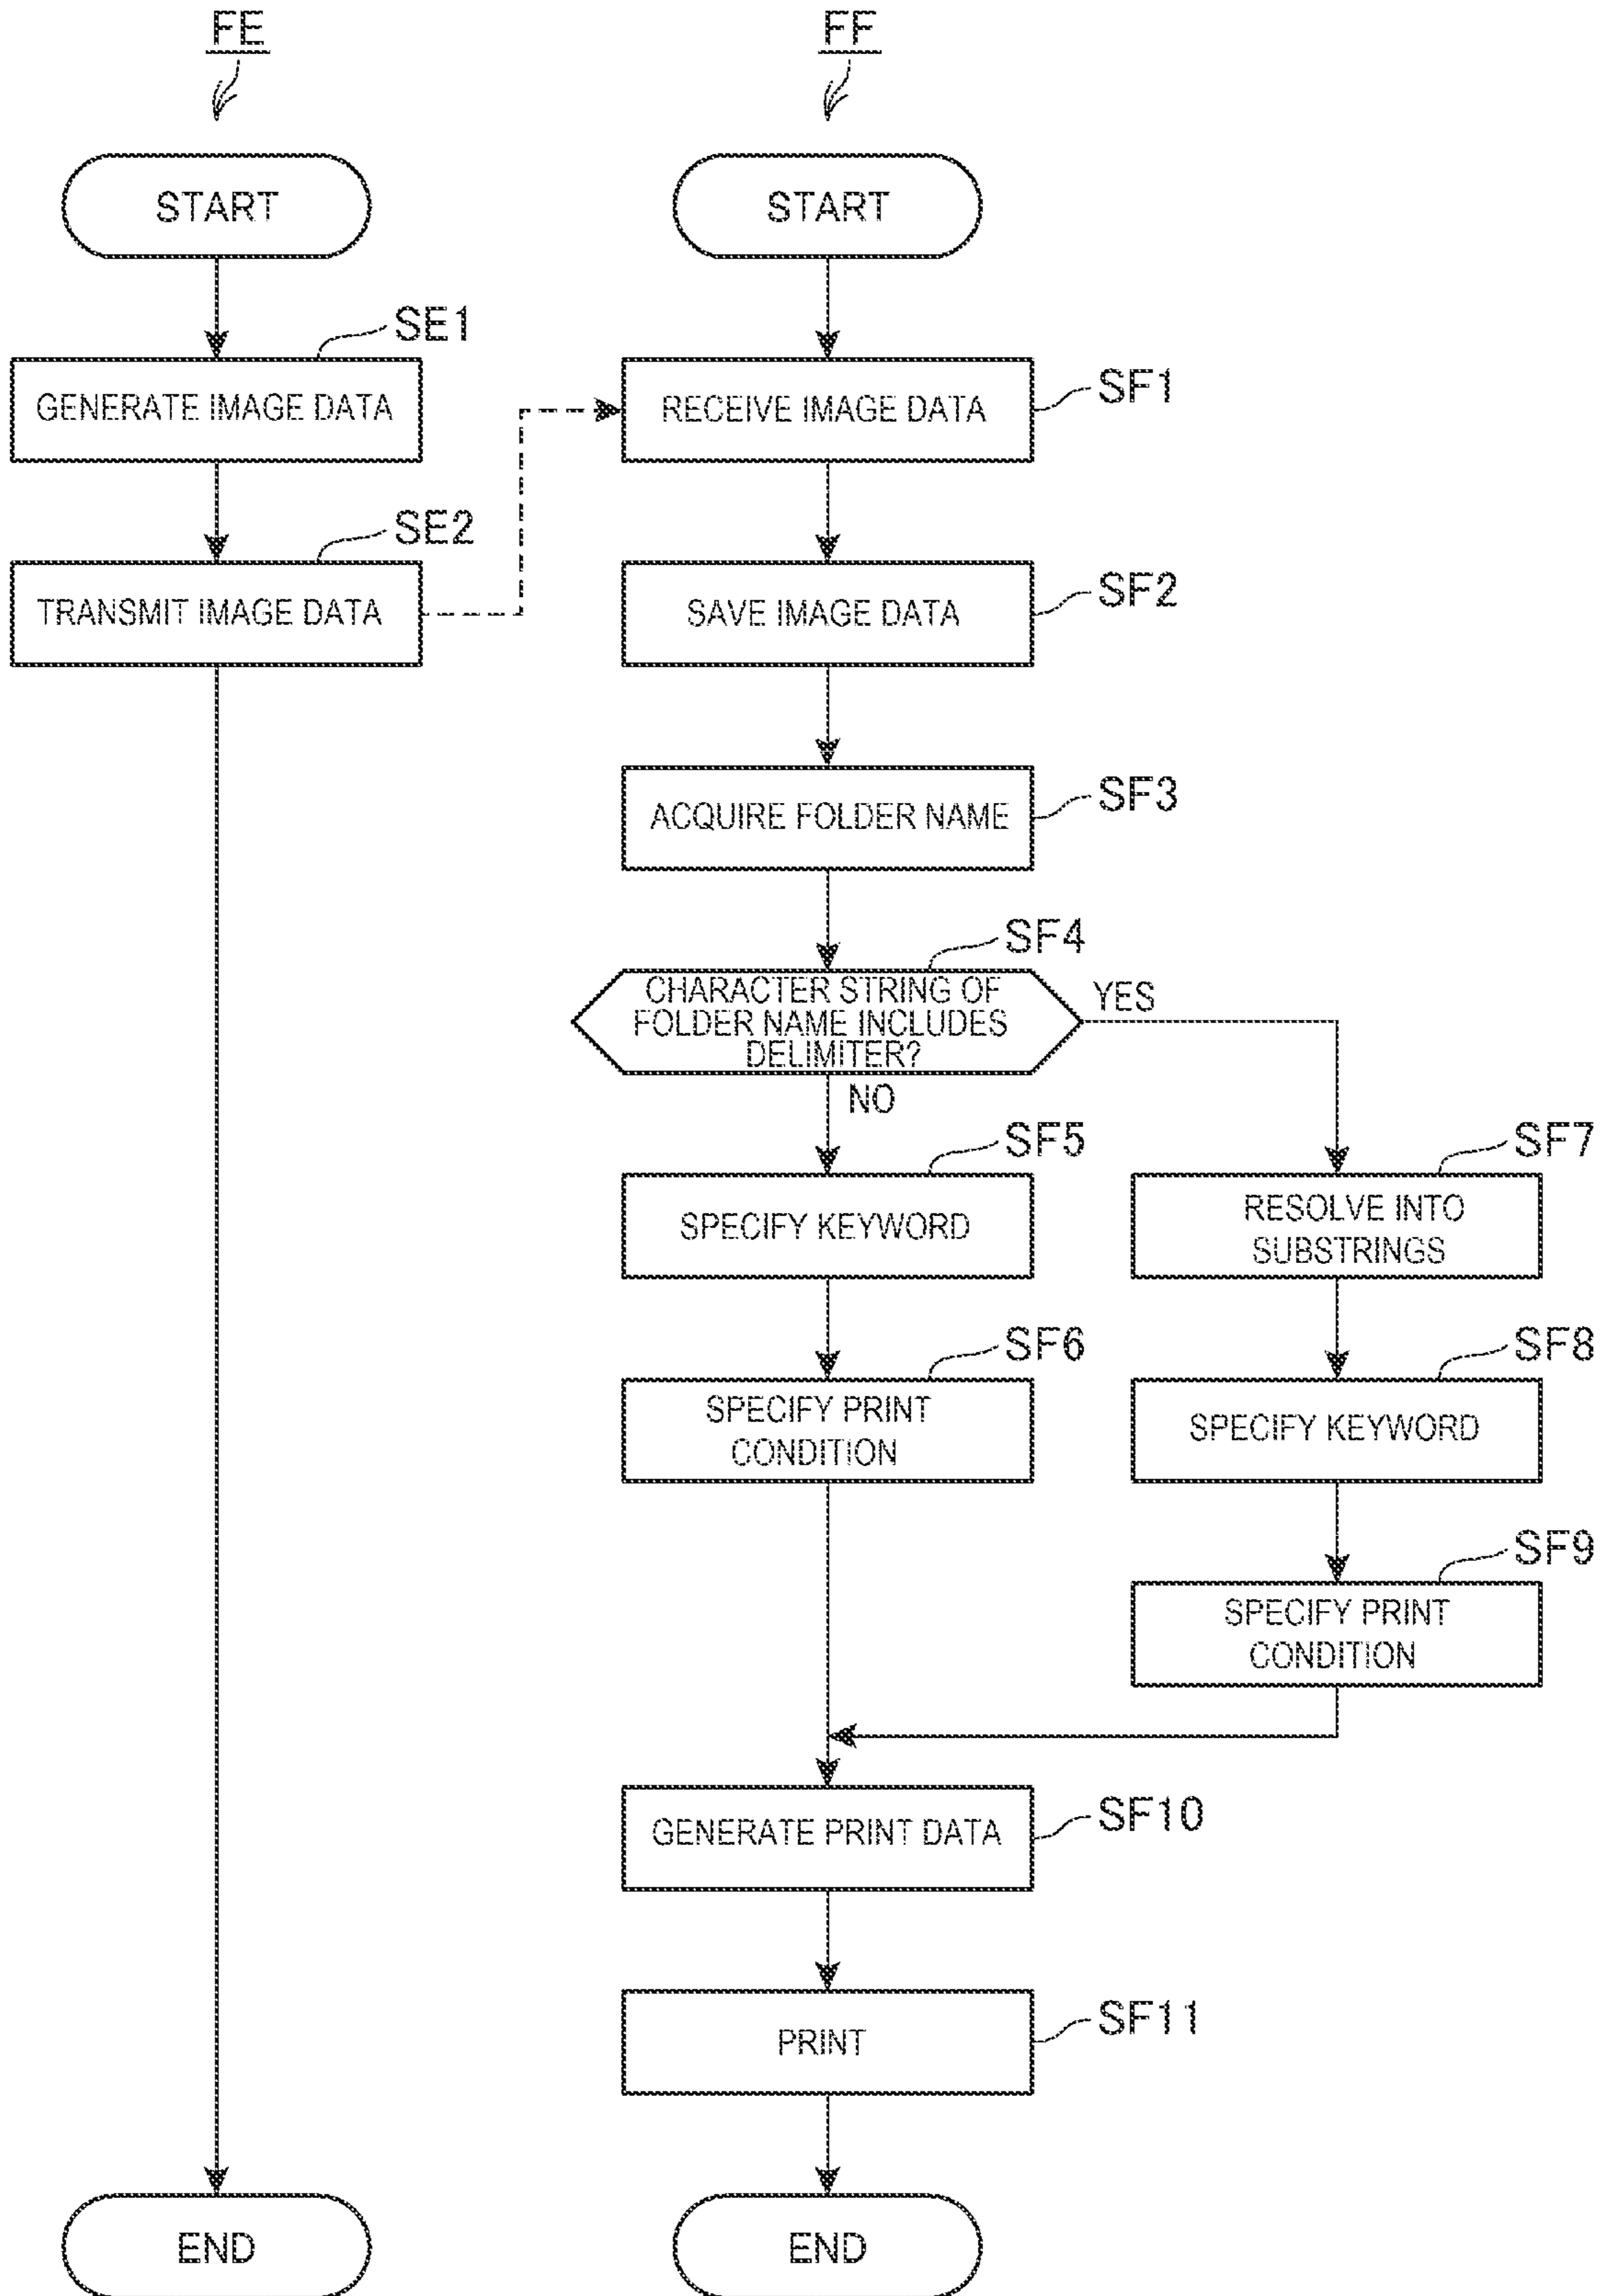 FE
START
SE1
GENERATE IMAGE DATA
SE2
TRANSMIT IMAGE DATA
END
FF
START
RECEIVE IMAGE DATA
SF1
SAVE IMAGE DATA
SF2
ACQUIRE FOLDER NAME
SF3
SF4
CHARACTER STRING OF
FOLDER NAME INCLUDES
DELIMITER?
YES
NO
SF5
SPECIFY KEYWORD
SF6
SPECIFY PRINT
CONDITION
SF7
RESOLVE INTO
SUBSTRINGS
SF8
SPECIFY KEYWORD
SF9
SPECIFY PRINT
CONDITION
GENERATE PRINT DATA
SF10
PRINT
SF11
END